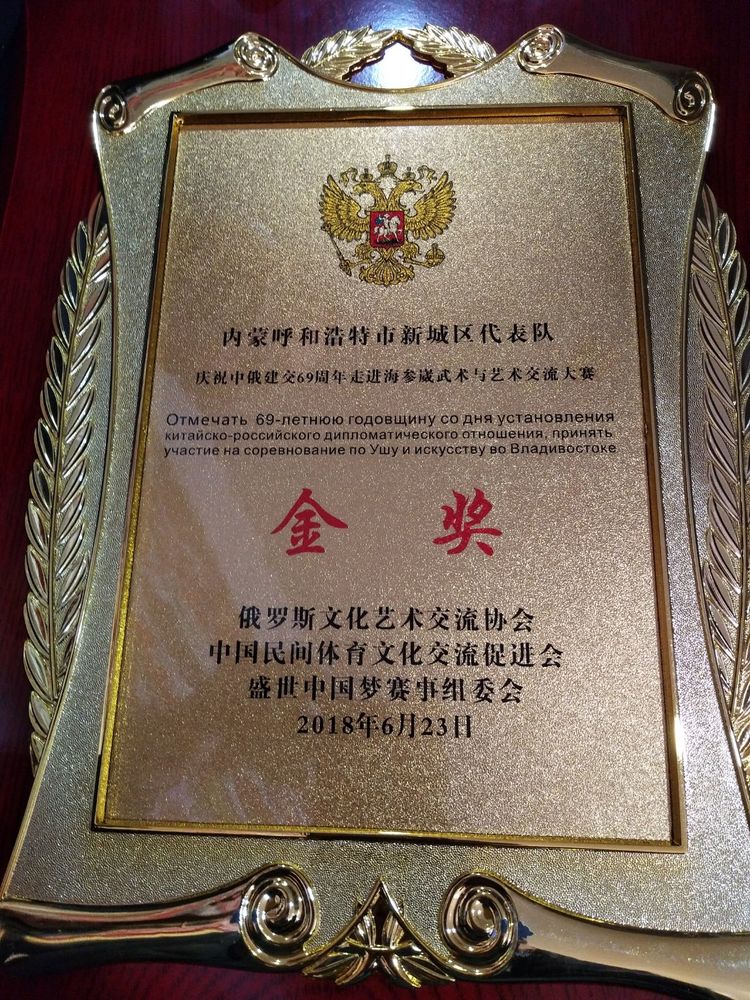 内蒙呼和浩特市新城区代表队
庆祝中俄建交69周年走进海参崴武术与艺术交流大赛
Отмечать 69-летнюю годовщину со дня установления
китайско-российского дипломатического отношения, принять
участие на соревнование по Ушу и искусству во Владивостоке
金奖
俄罗斯文化艺术交流协会
中国民间体育文化交流促进会
盛世中国梦赛事组委会
2018年6月23日